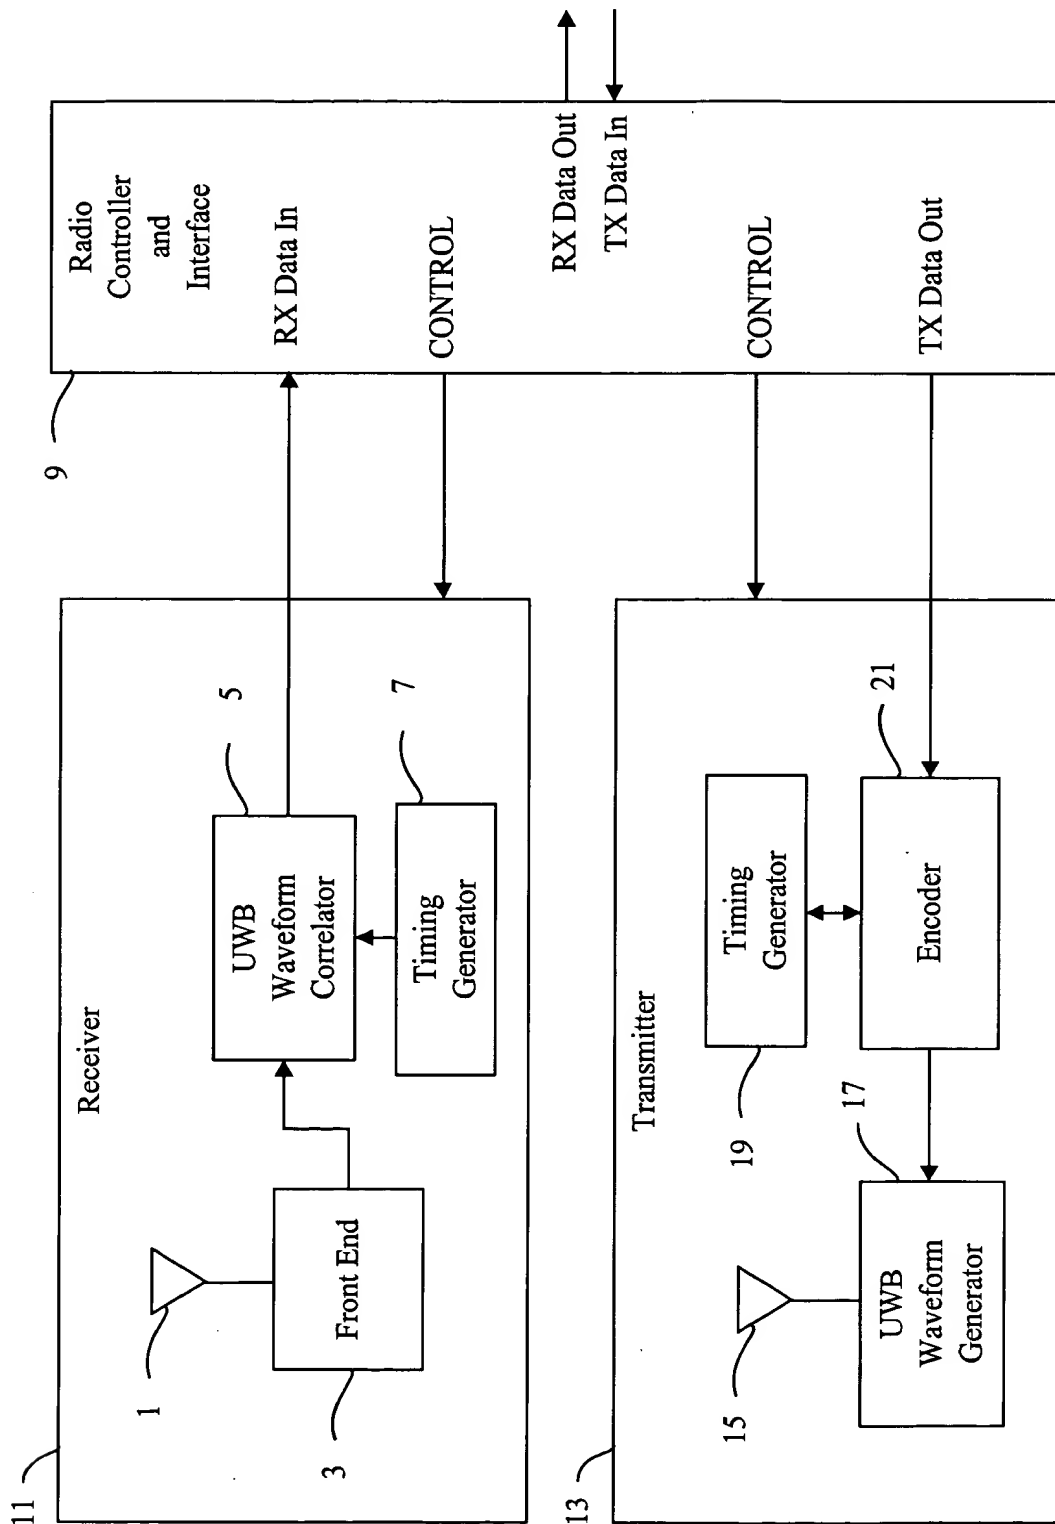 11
Receiver
1
Front End
3
UWB
Waveform
Correlator
5
Timing
Generator
7
9
Radio
Controller
and
Interface
RX Data In
CONTROL
RX Data Out
TX Data In
CONTROL
TX Data Out
13
Transmitter
15
UWB
Waveform
Generator
17
Timing
Generator
19
Encoder
21